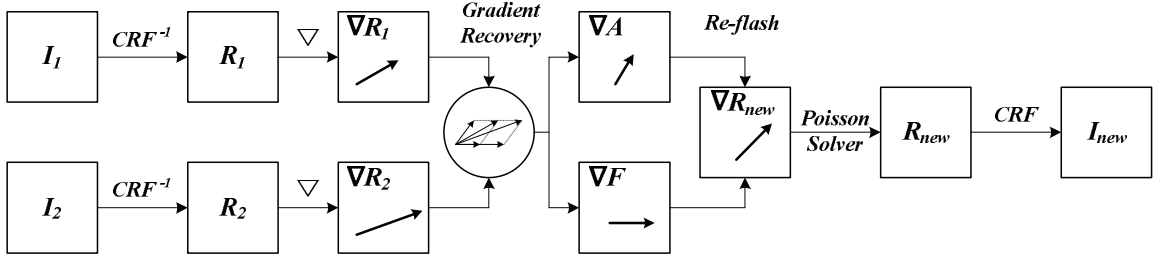 I₁
CRF⁻¹
R₁
▽
∇R₁
Gradient
Recovery
∇A
Re-flash
∇Rₙₑw
Poisson
Solver
Rₙₑw
CRF
Iₙₑw
I₂
CRF⁻¹
R₂
▽
∇R₂
∇F